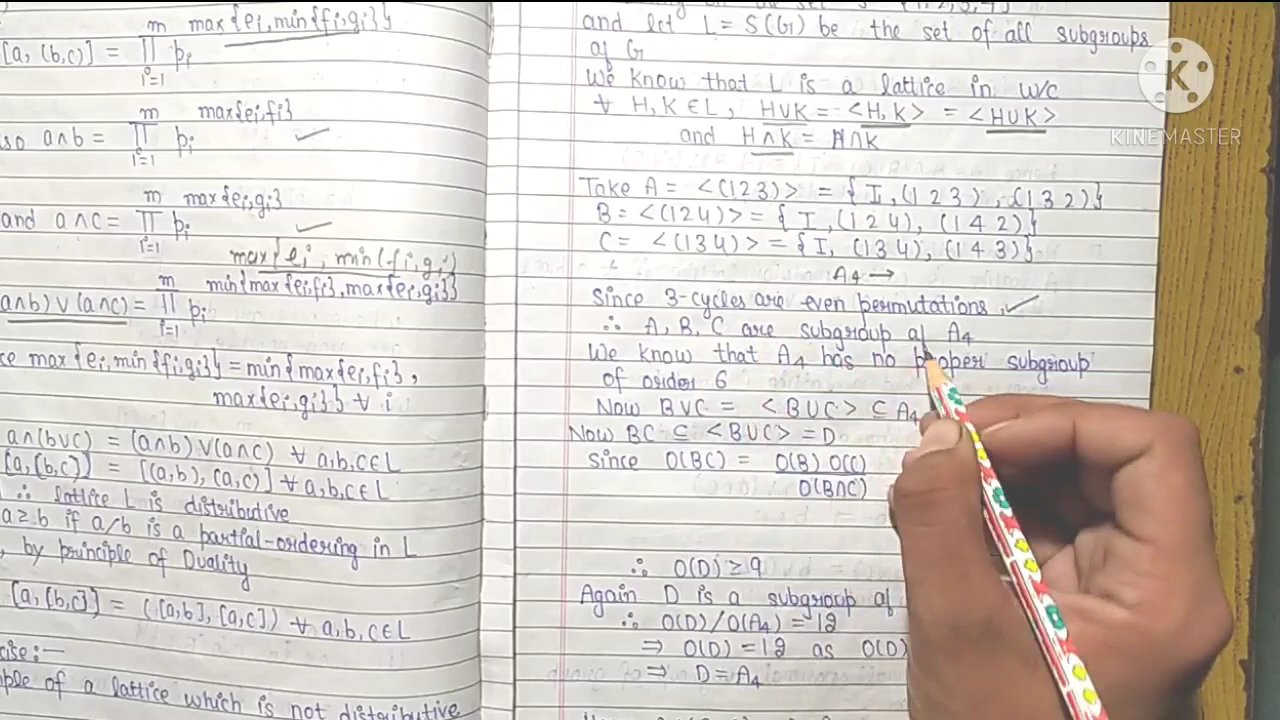 max{ei,min{fi,gi}}
m
[a,(b,c)] = ∏ pi
i=1
m max{ei,fi}
so a∧b = ∏ pi
i=1
m max{ei,gi}
and a∧c = ∏ pi
i=1
max{ei, min(fi,gi)
m min{max{ei,fi},max{ei,gi}}
a∧b) ∨ (a∧c) = ∏ pi
i=1
ce max{ei,min{fi,gi}} = min{max{ei,fi},
max{ei,gi}} ∀ i
a∧(b∨c) = (a∧b)∨(a∧c) ∀ a,b,c∈L
[a,(b,c)] = ([a,b),(a,c)] ∀ a,b,c∈L
∴ lattice L is distributive
a≥b if a/b is a partial-ordering in L
, by principle of Duality
[a,(b,c)] = ([a,b],[a,c]) ∀ a,b,c∈L
cise:—
ple of a lattice which is not distributive
and let L = S(G) be the set of all subgroups
of G
We know that L is a lattice in w/c
∀ H,K∈L, H∨K = <H,K> = <H∪K>
and H∧K = H∩K
KINEMASTER
Take A = <(123)> = {I,(1 2 3),(1 3 2)}
B = <(124)> = {I,(1 2 4),(1 4 2)}
C = <(134)> = {I,(1 3 4),(1 4 3)}
A4 →
Since 3-cycles are even permutations,
∴ A, B, C are subgroup of A4
We know that A4 has no proper subgroup
of order 6
Now B∨C = <B∪C> ⊆ A4
Now BC ⊆ <B∪C> = D
since O(BC) = O(B) O(C)
O(B∩C)
∴ O(D) ≥ 9
Again D is a subgroup of
∴ O(D)/O(A4) = 12
⇒ O(D) = 12 as O(D)
⇒ D = A4